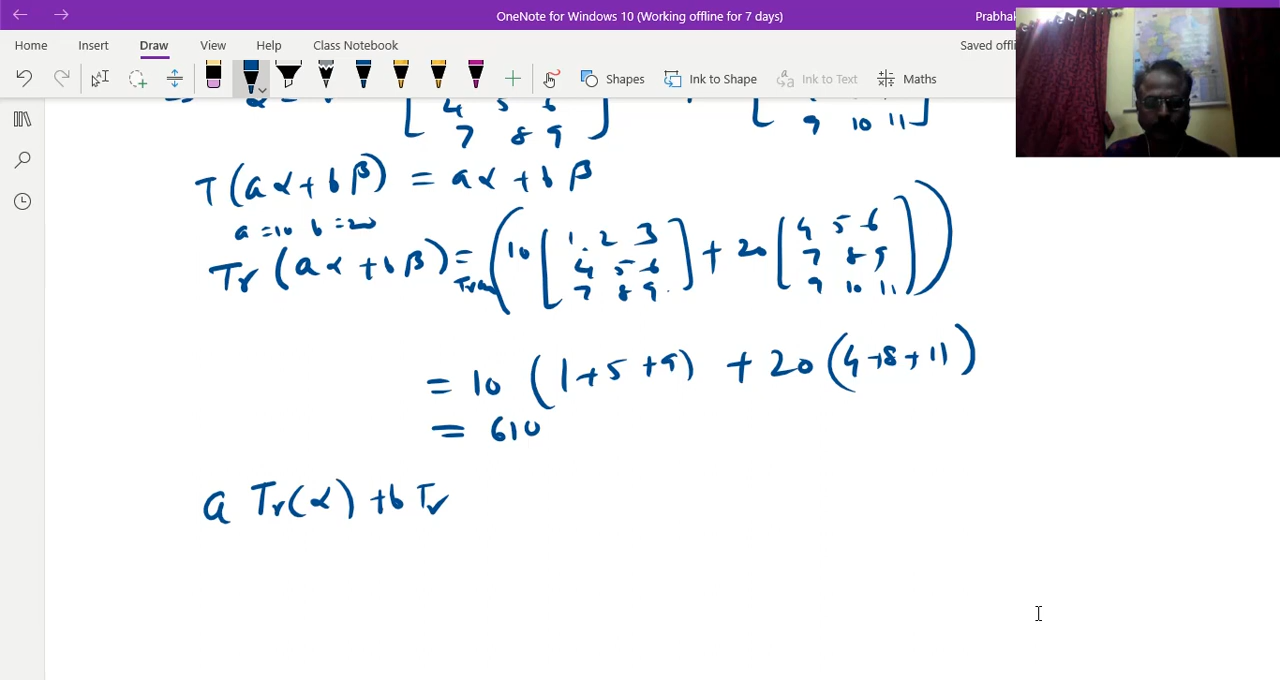 OneNote for Windows 10 (Working offline for 7 days)
Prabhak
Home Insert Draw View Help Class Notebook
Saved offli
Shapes Ink to Shape Ink to Text Maths
4 5 6
7 8 9
9 10 11
T(aα + bβ) = aα + bβ
a = 10 b = 20
Tr(aα + bβ) = (10 [1 2 3
4 5 6
7 8 9] + 20 [4 5 6
7 8 9
9 10 11])
= 10 (1 + 5 + 9) + 20 (4 + 8 + 11)
= 610
a Tr(α) + b Tr